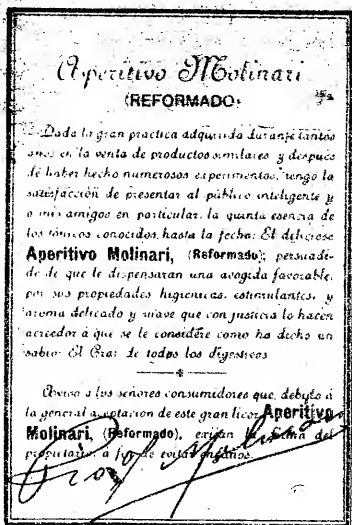 Aperitivo Molinari
(REFORMADO)
Dada la gran practica adquirida durante tantos
años en la venta de productos similares y después
de haber hecho numerosos experimentos, tengo la
satisfacción de presentar al público inteligente y
a mis amigos en particular, la quinta esencia de
los tónicos conocidos hasta la fecha: El delicioso
Aperitivo Molinari, (Reformado); persuadi-
do de que le dispensaran una acogida favorable,
por sus propiedades higienicas, estimulantes, y
aroma delicado y suave que con justicia lo hacen
acreedor á que se le considere como ha dicho un
sabio: El Czar de todos los digestivos
Aviso a los señores consumidores que, debido á
la general aceptacion de este gran licor Aperitivo
Molinari, (Reformado), exijan la firma del
propietario, á fin de evitar engaños.